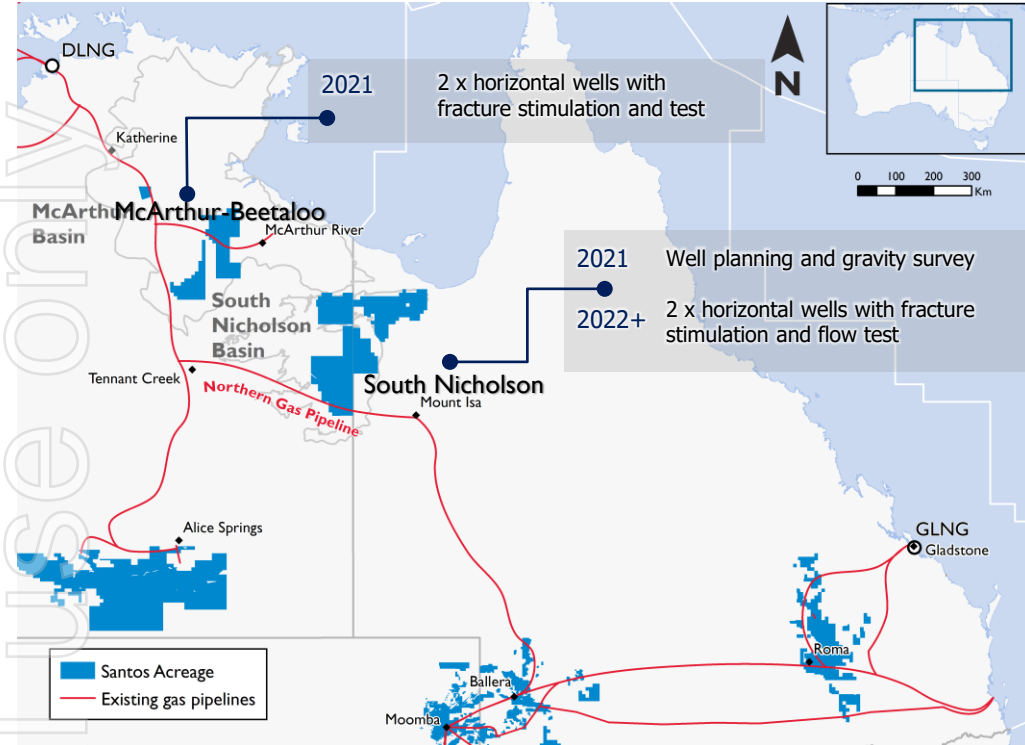 DLNG
2021
2 x horizontal wells with
fracture stimulation and test
N
Katherine
0 100 200 300
Km
McArthur
Basin
McArthur-Beetaloo
McArthur River
2021 Well planning and gravity survey
2022+ 2 x horizontal wells with fracture
stimulation and flow test
South
Nicholson
Basin
Tennant Creek
Northern Gas Pipeline
South Nicholson
Mount Isa
Alice Springs
GLNG
Gladstone
Roma
Santos Acreage
Existing gas pipelines
Ballera
Moomba
use only